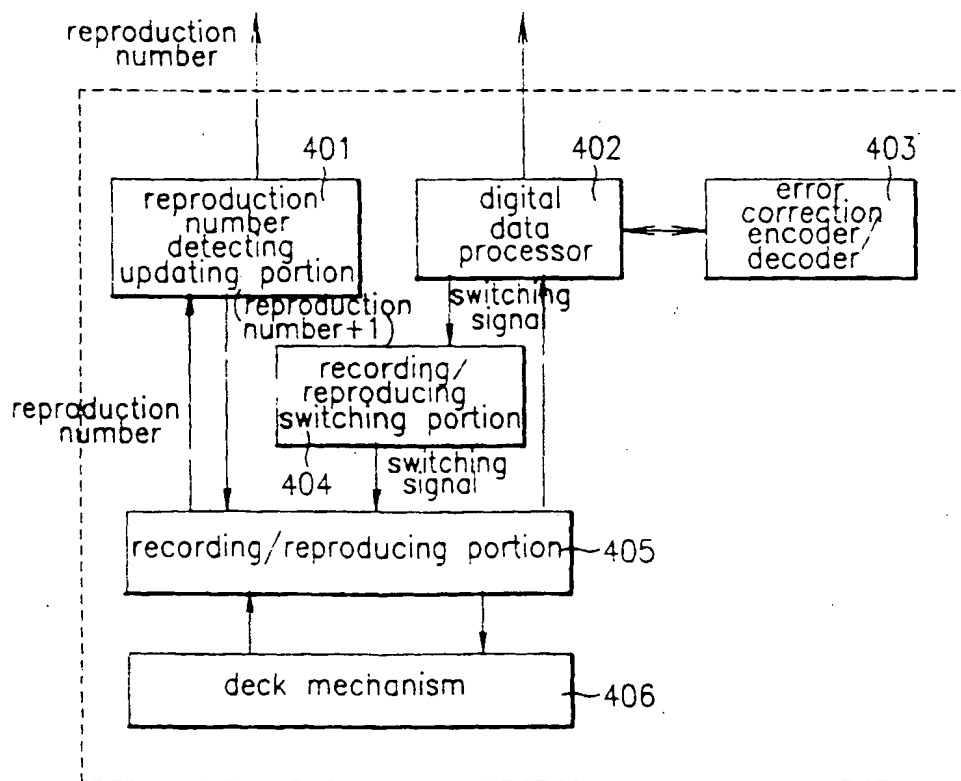 reproduction
number
401
402
403
reproduction
number
detecting
updating portion
digital
data
processor
error
correction
encoder/
decoder
(reproduction
number+1)
switching
signal
recording/
reproducing
switching portion
reproduction
number
404
switching
signal
recording/reproducing portion
405
deck mechanism
406